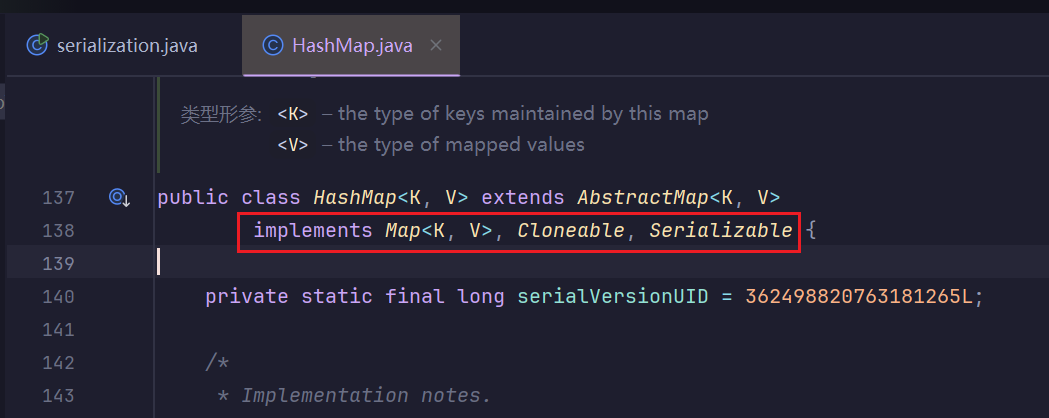 serialization.java HashMap.java
类型形参: <K> – the type of keys maintained by this map
<V> – the type of mapped values
137 public class HashMap<K, V> extends AbstractMap<K, V>
138 implements Map<K, V>, Cloneable, Serializable {
139
140 private static final long serialVersionUID = 362498820763181265L;
141
142 /*
143 * Implementation notes.